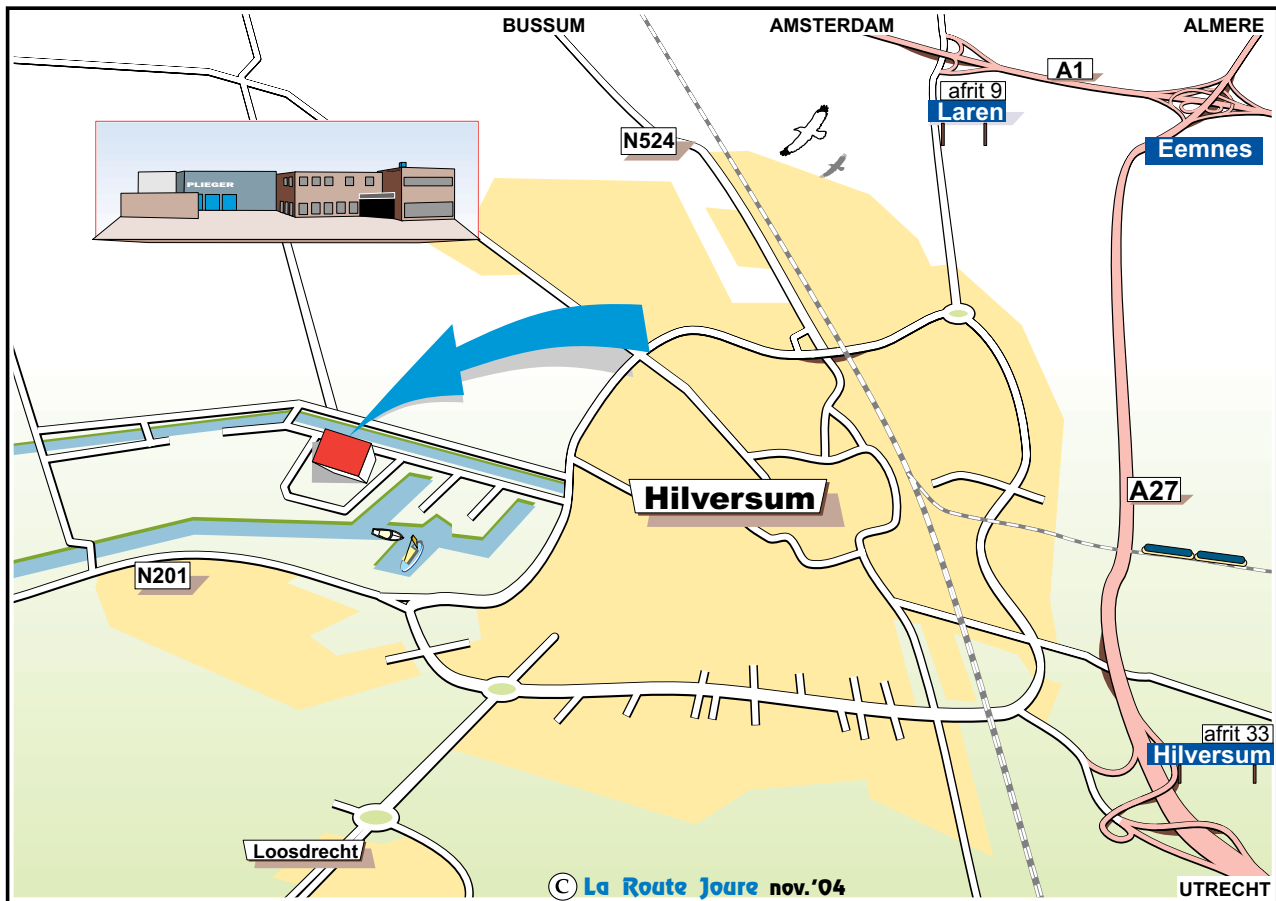 BUSSUM
AMSTERDAM
ALMERE
A1
afrit 9
Laren
N524
Eemnes
PLIEGER
A27
Hilversum
N201
afrit 33
Hilversum
Loosdrecht
© La Route Joure nov.'04
UTRECHT